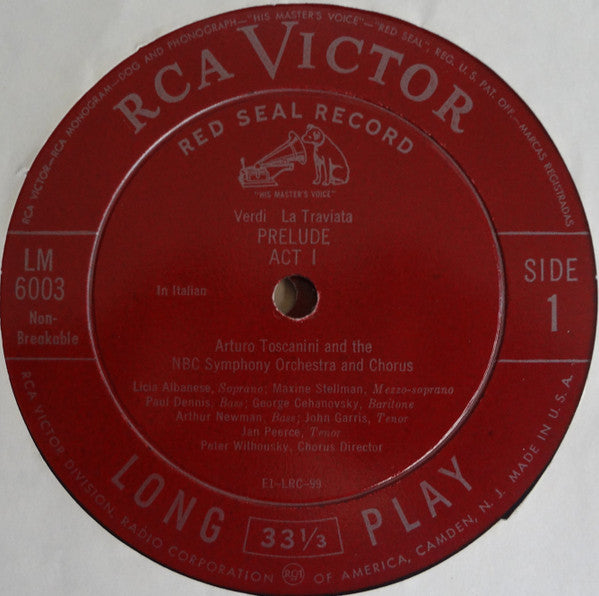 RCA VICTOR—RCA MONOGRAM—DOG AND PHONOGRAPH—"HIS MASTER'S VOICE"—"RED SEAL" REG. U. S. PAT. OFF.—MARCAS REGISTRADAS
RCA VICTOR
RED SEAL RECORD
"HIS MASTER'S VOICE"
Verdi La Traviata
PRELUDE
ACT I
LM
6003
Non-
Breakable
In Italian
SIDE
1
Arturo Toscanini and the
NBC Symphony Orchestra and Chorus
Licia Albanese, Soprano; Maxine Stellman, Mezzo-soprano
Paul Dennis, Bass; George Cehanovsky, Baritone
Arthur Newman, Bass; John Garris, Tenor
Jan Peerce, Tenor
Peter Wilhousky, Chorus Director
E1-LRC-99
LONG 33 1/3 PLAY
RCA VICTOR DIVISION, RADIO CORPORATION RCA OF AMERICA, CAMDEN, N. J. MADE IN U.S.A.